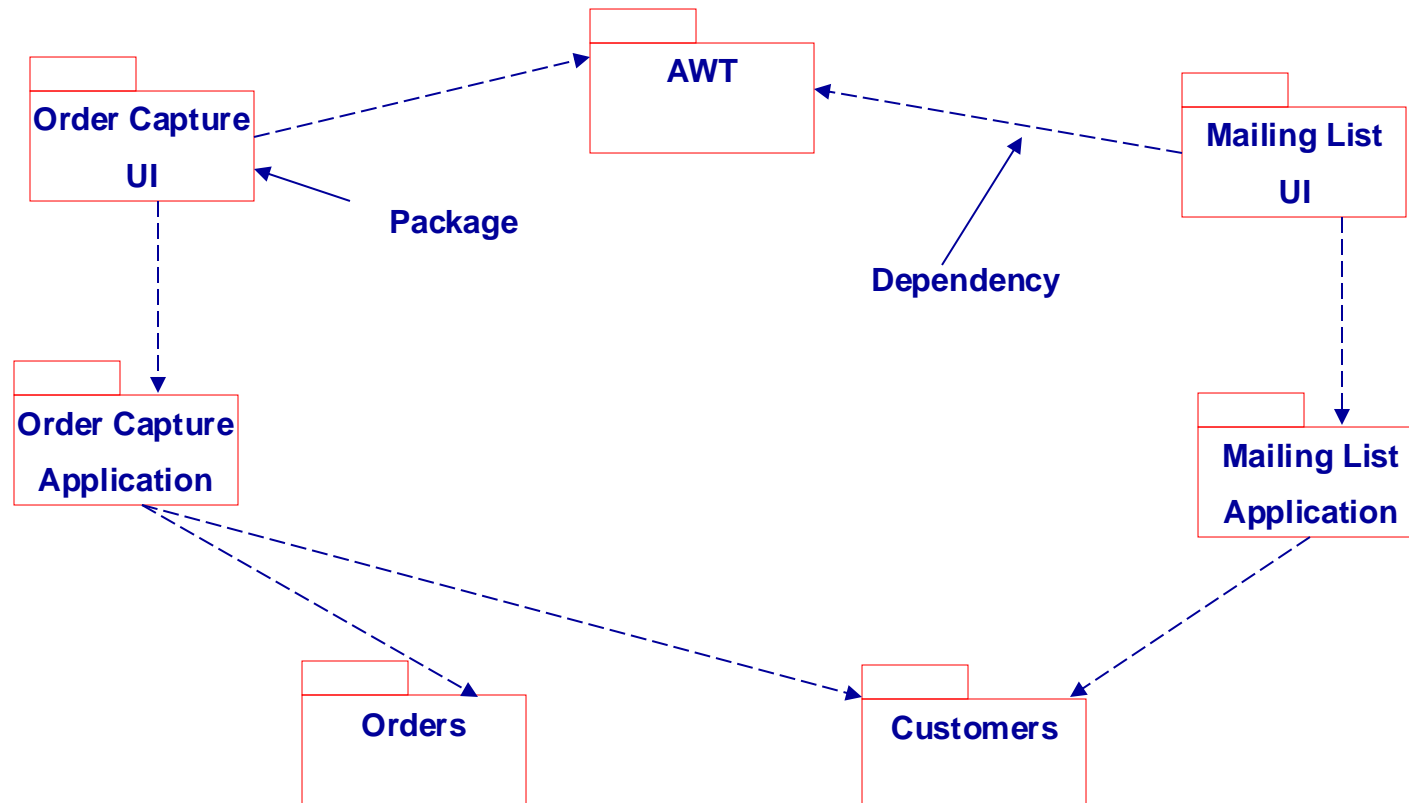 AWT
Order Capture
UI
Mailing List
UI
Package
Dependency
Order Capture
Application
Mailing List
Application
Orders
Customers